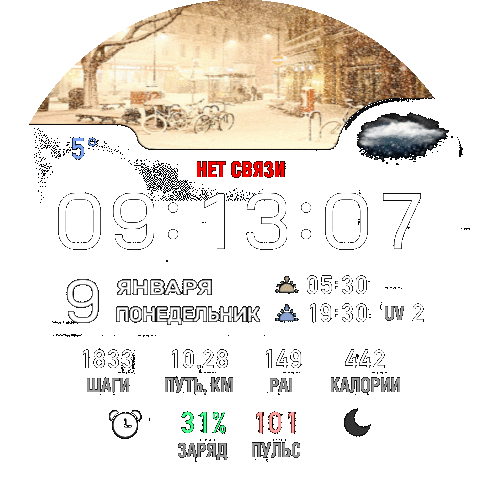 5°
НЕТ СВЯЗИ
09:13:07
9 ЯНВАРЯ
ПОНЕДЕЛЬНИК
05:30
19:30 UV 2
1833 10,28 149 442
ШАГИ ПУТЬ, КМ PAI КАЛОРИИ
31% 101
ЗАРЯД ПУЛЬС